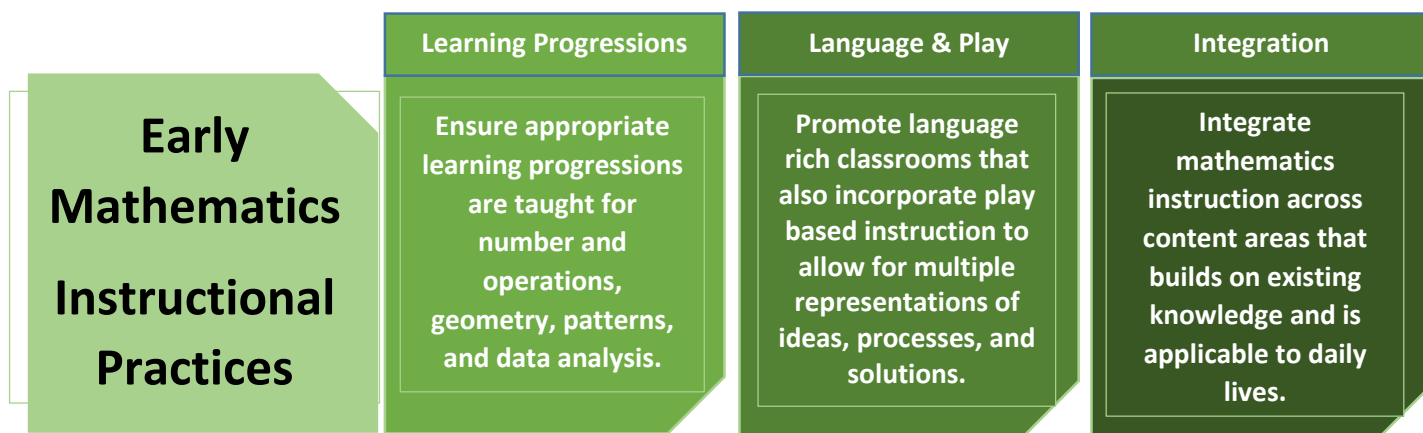 Early
Mathematics
Instructional
Practices
Learning Progressions
Ensure appropriate
learning progressions
are taught for
number and
operations,
geometry, patterns,
and data analysis.
Language & Play
Promote language
rich classrooms that
also incorporate play
based instruction to
allow for multiple
representations of
ideas, processes, and
solutions.
Integration
Integrate
mathematics
instruction across
content areas that
builds on existing
knowledge and is
applicable to daily
lives.